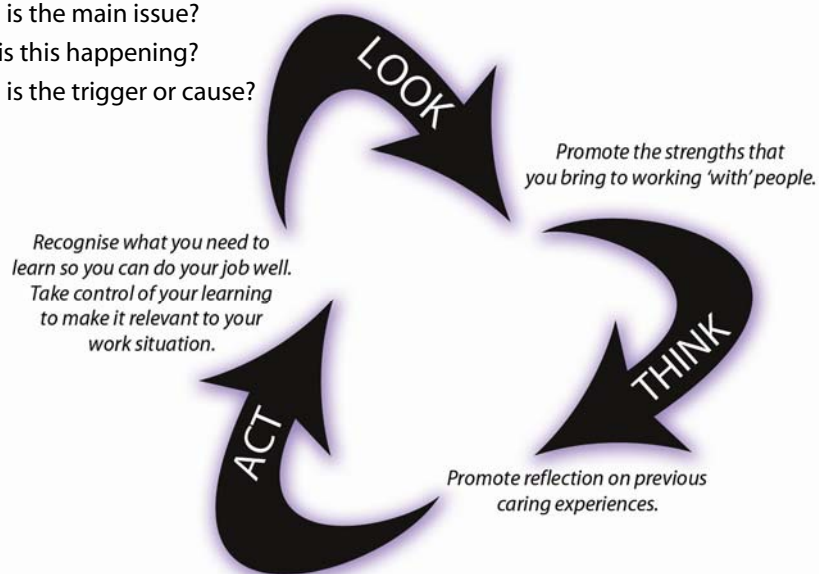 is the main issue?
is this happening?
is the trigger or cause?
LOOK
Promote the strengths that
you bring to working ‘with’ people.
Recognise what you need to
learn so you can do your job well.
Take control of your learning
to make it relevant to your
work situation.
THINK
ACT
Promote reflection on previous
caring experiences.